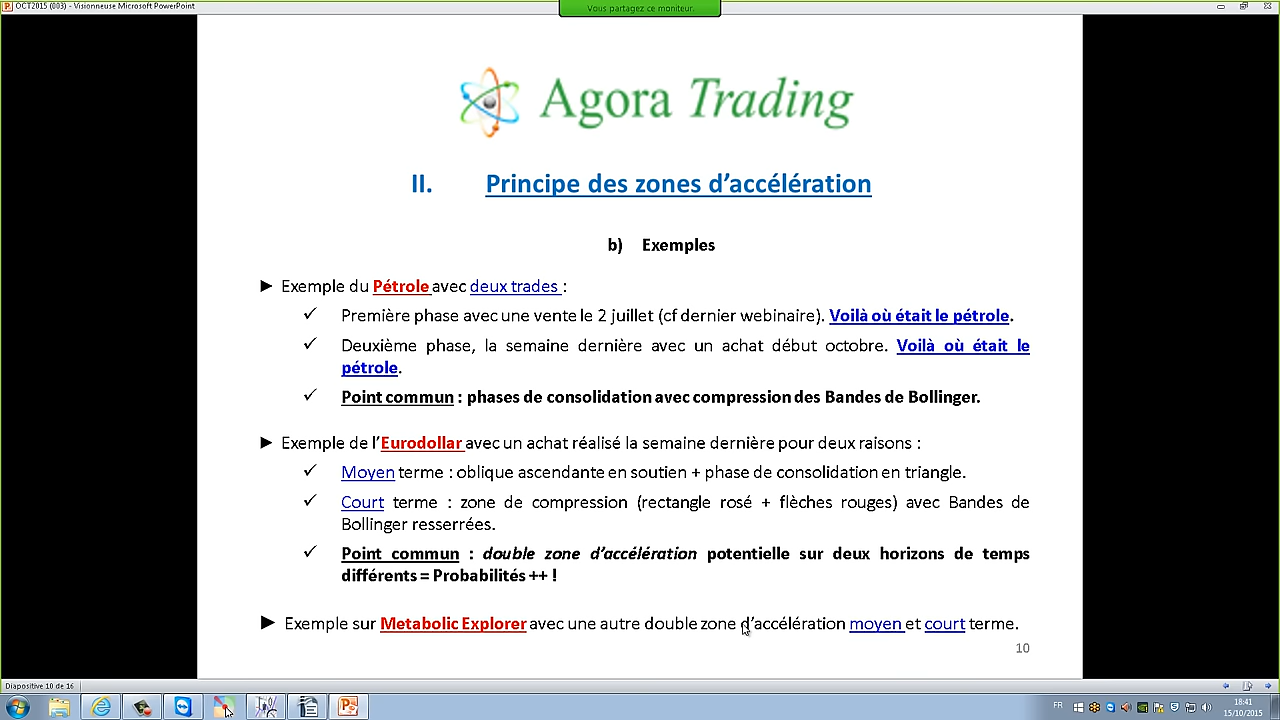 OCT2015 (003) - Visionneuse Microsoft PowerPoint
Vous partagez ce moniteur.
Agora Trading
II. Principe des zones d’accélération
b) Exemples
► Exemple du Pétrole avec deux trades :
✓ Première phase avec une vente le 2 juillet (cf dernier webinaire). Voilà où était le pétrole.
✓ Deuxième phase, la semaine dernière avec un achat début octobre. Voilà où était le
pétrole.
✓ Point commun : phases de consolidation avec compression des Bandes de Bollinger.
► Exemple de l’Eurodollar avec un achat réalisé la semaine dernière pour deux raisons :
✓ Moyen terme : oblique ascendante en soutien + phase de consolidation en triangle.
✓ Court terme : zone de compression (rectangle rosé + flèches rouges) avec Bandes de
Bollinger resserrées.
✓ Point commun : double zone d’accélération potentielle sur deux horizons de temps
différents = Probabilités ++ !
► Exemple sur Metabolic Explorer avec une autre double zone d’accélération moyen et court terme.
10
Diapositive 10 de 16
FR
18:41
15/10/2015